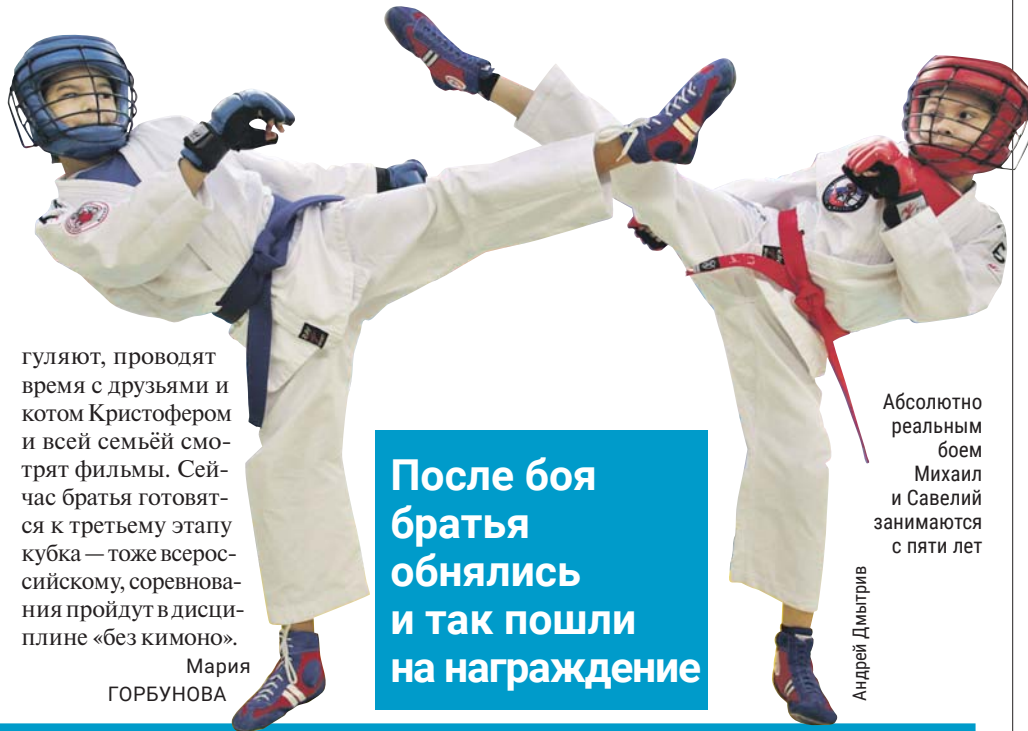 гуляют, проводят
время с друзьями и
котом Кристофером
и всей семьёй смо-
трят фильмы. Сей-
час братья готовят-
ся к третьему этапу
кубка — тоже всерос-
сийскому, соревнова-
ния пройдут в дисци-
плине «без кимоно».
Мария
ГОРБУНОВА
После боя
братья
обнялись
и так пошли
на награждение
Абсолютно
реальным
боем
Михаил
и Савелий
занимаются
с пяти лет
Андрей Дмытрив